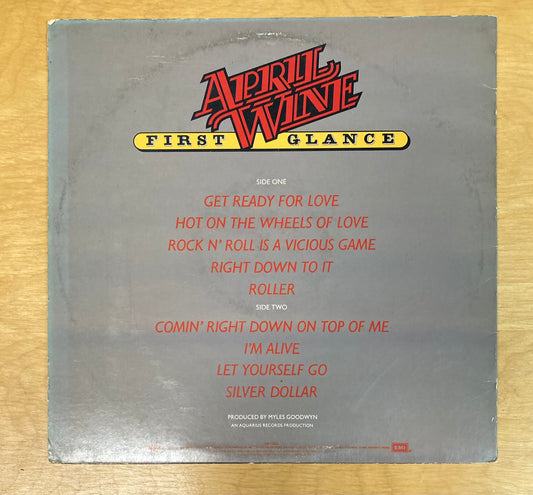 APRIL
WINE
FIRST GLANCE
SIDE ONE
GET READY FOR LOVE
HOT ON THE WHEELS OF LOVE
ROCK N' ROLL IS A VICIOUS GAME
RIGHT DOWN TO IT
ROLLER
SIDE TWO
COMIN' RIGHT DOWN ON TOP OF ME
I'M ALIVE
LET YOURSELF GO
SILVER DOLLAR
PRODUCED BY MYLES GOODWYN
AN AQUARIUS RECORDS PRODUCTION
EMI